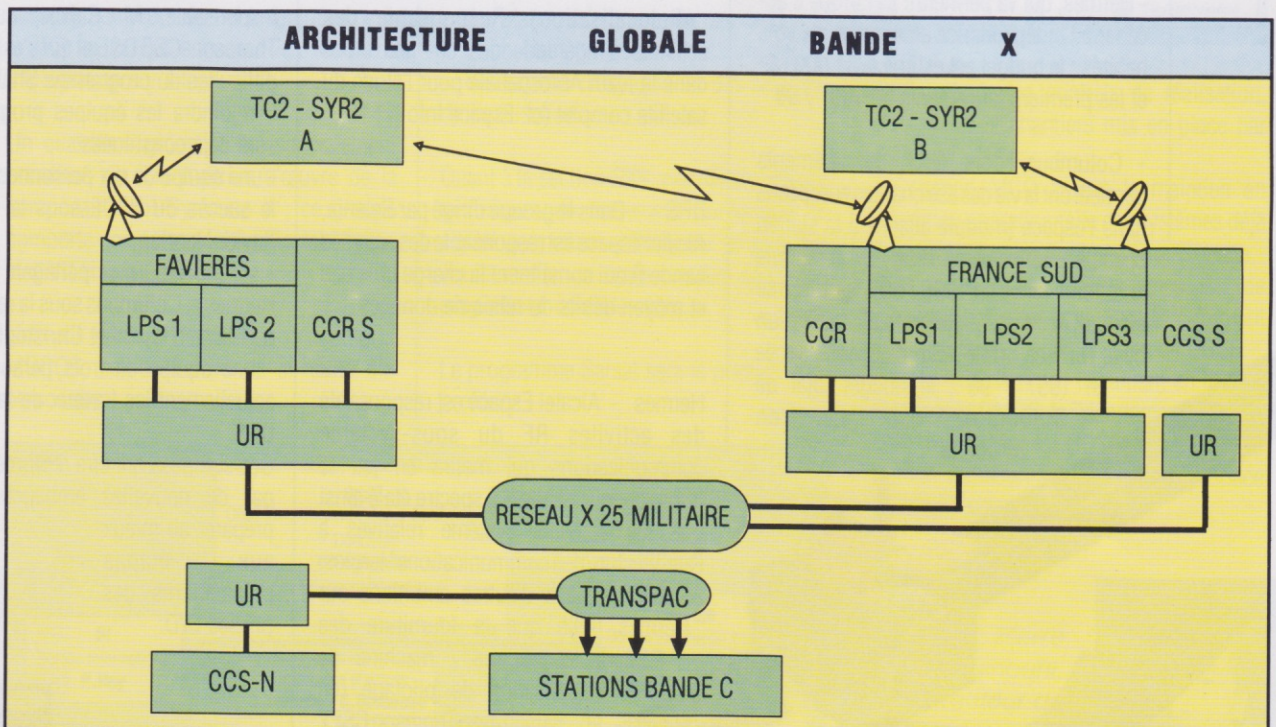 ARCHITECTURE GLOBALE BANDE X
TC2 - SYR2
A
TC2 - SYR2
B
FAVIERES
LPS 1
LPS 2
CCR S
FRANCE SUD
CCR
LPS1
LPS2
LPS3
CCS S
UR
UR
UR
RESEAU X 25 MILITAIRE
UR
TRANSPAC
CCS-N
STATIONS BANDE C